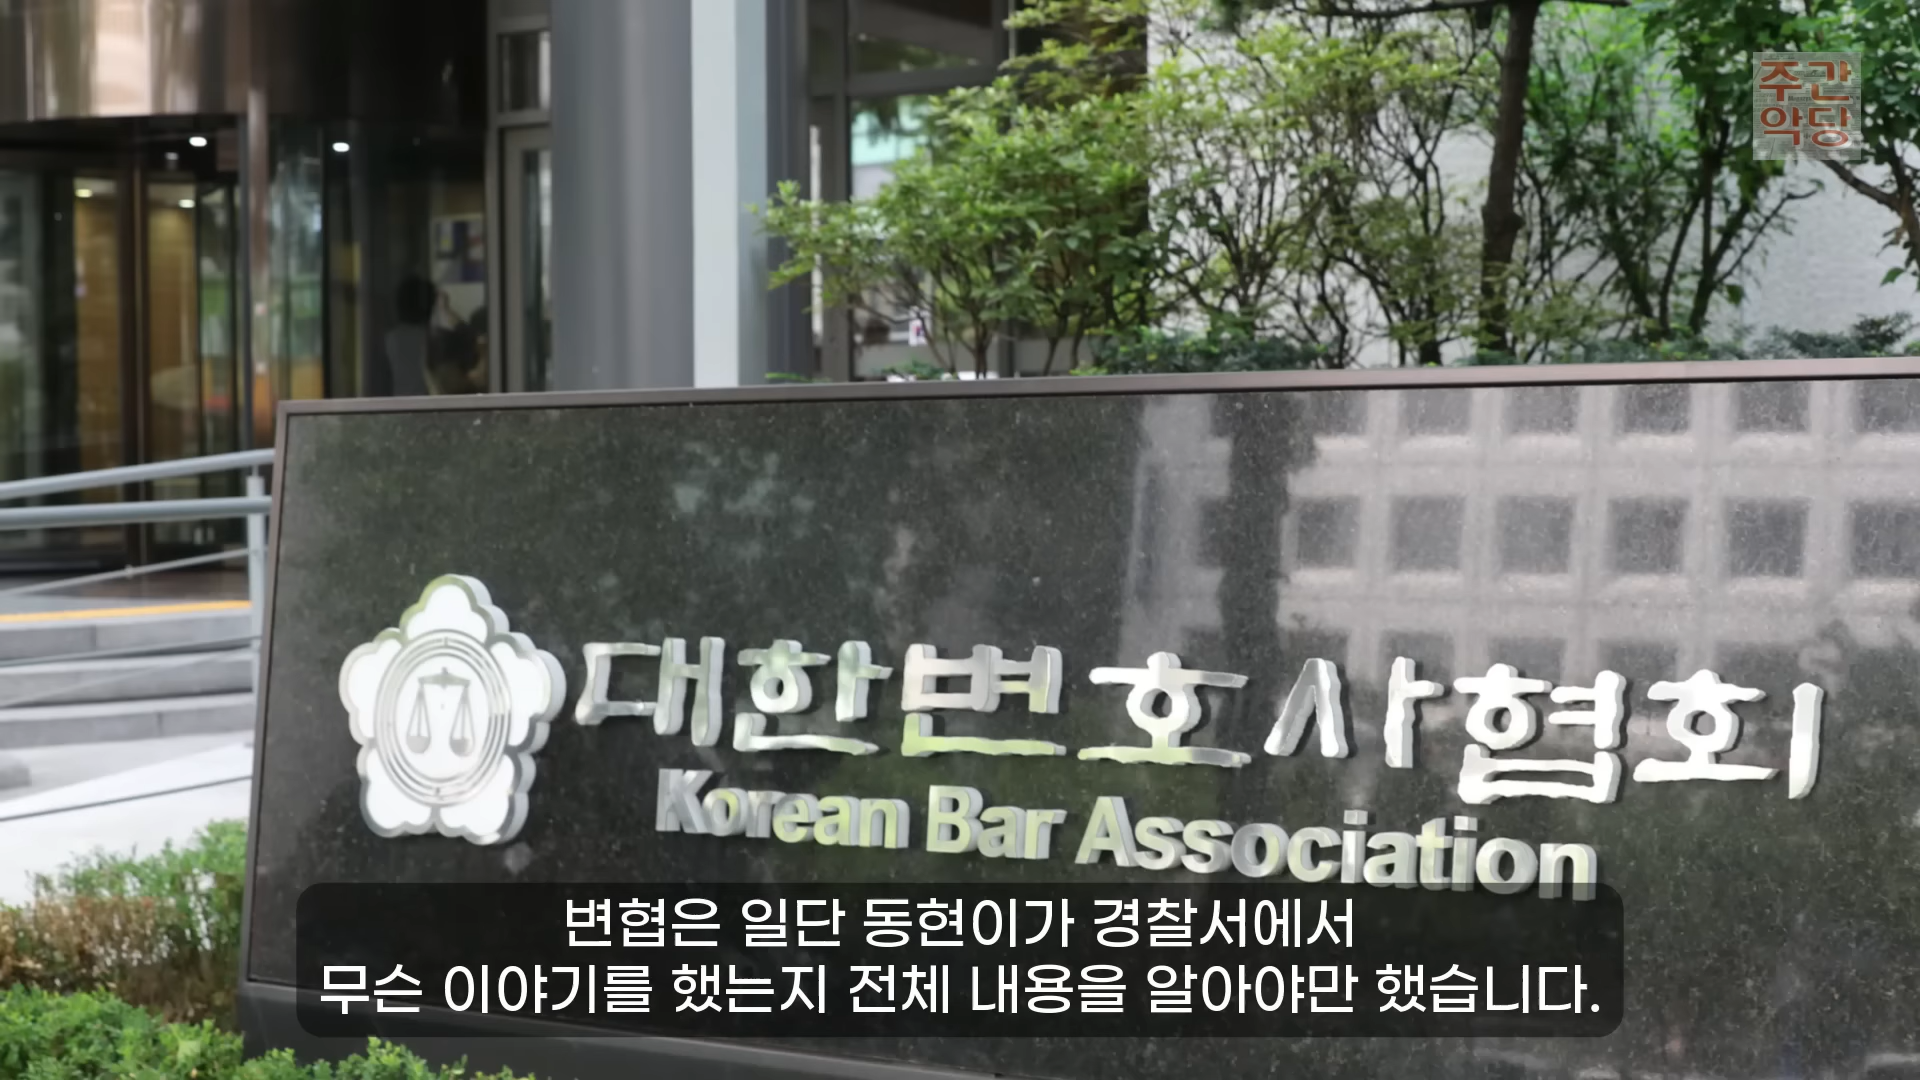 주간
악당
대한변호사협회
Korean Bar Association
변협은 일단 동현이가 경찰서에서
무슨 이야기를 했는지 전체 내용을 알아야만 했습니다.